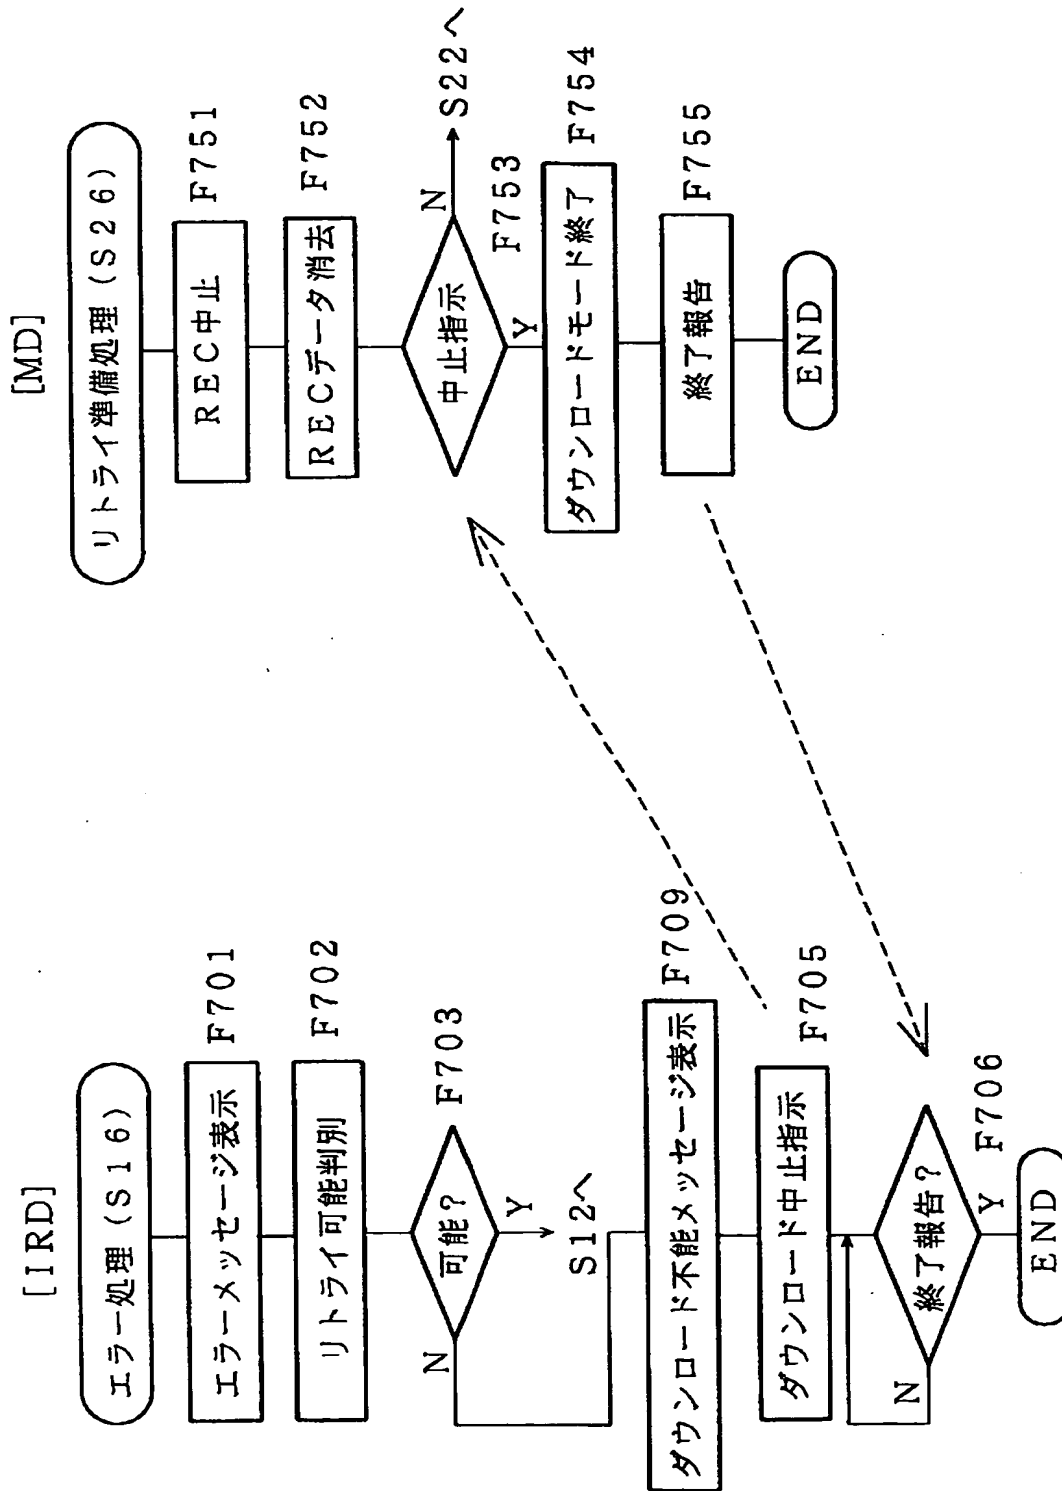 [IRD]
エラー処理(S16)
エラーメッセージ表示
F701
リトライ可能判別
F702
可能?
F703
N
Y
S12へ
ダウンロード不能メッセージ表示
F709
ダウンロード中止指示
F705
終了報告?
F706
N
Y
END
[MD]
リトライ準備処理(S26)
REC中止
F751
RECデータ消去
F752
中止指示
F753
N
S22へ
Y
ダウンロードモード終了
F754
終了報告
F755
END